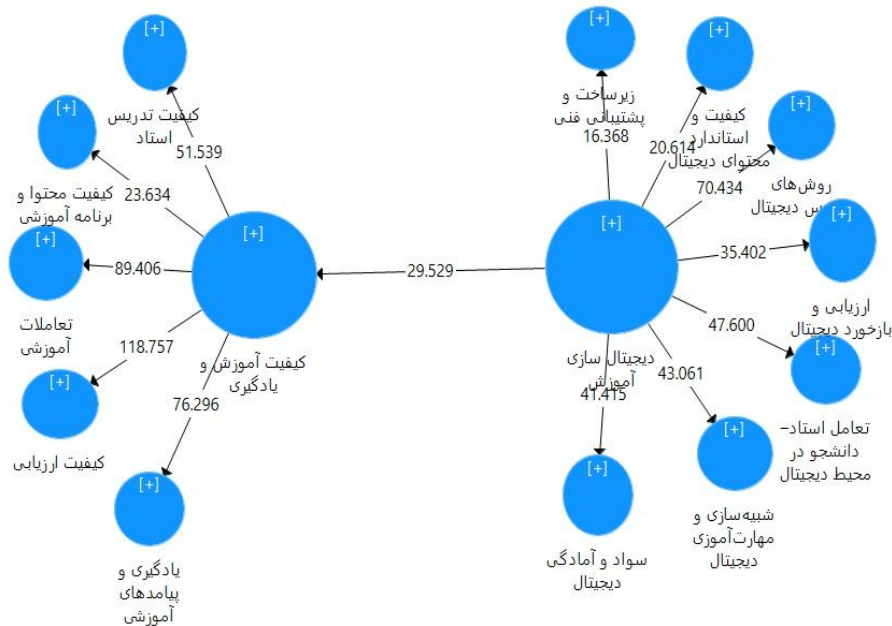 [+]
کیفیت تدریس
استاد
51.539
[+]
کیفیت محتوا و
برنامه آموزشی
23.634
[+]
تعاملات
آموزشی
89.406
[+]
کیفیت ارزیابی
118.757
[+]
یادگیری و
پیامدهای
آموزشی
76.296
[+]
کیفیت آموزش و
یادگیری
29.529
[+]
دیجیتال سازی
آموزش
[+]
زیرساخت و
پشتیبانی فنی
16.368
[+]
کیفیت و
استاندارد
محتوای دیجیتال
20.614
[+]
روش‌های
س دیجیتال
70.434
[+]
ارزیابی و
بازخورد دیجیتال
35.402
[+]
تعامل استاد–
دانشجو در
محیط دیجیتال
47.600
[+]
شبیه‌سازی و
مهارت‌آموزی
دیجیتال
43.061
[+]
سواد و آمادگی
دیجیتال
41.415